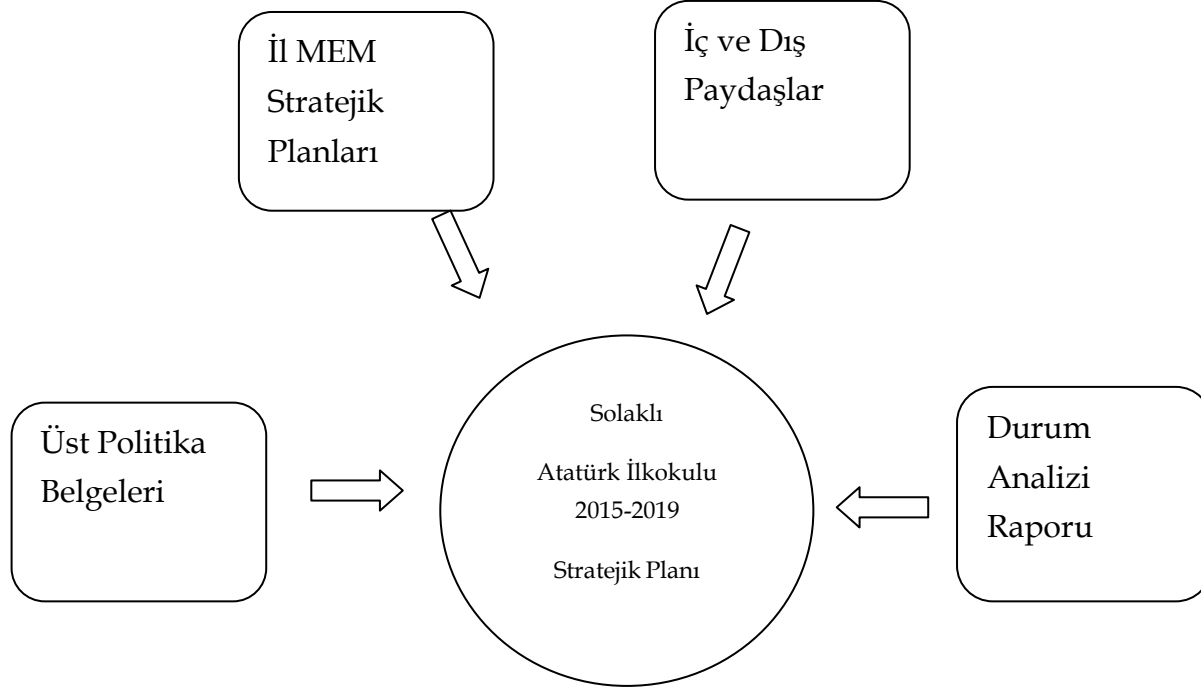 İl MEM
Stratejik
Planları
İç ve Dış
Paydaşlar
Üst Politika
Belgeleri
Solaklı
Atatürk İlkokulu
2015-2019
Stratejik Planı
Durum
Analizi
Raporu